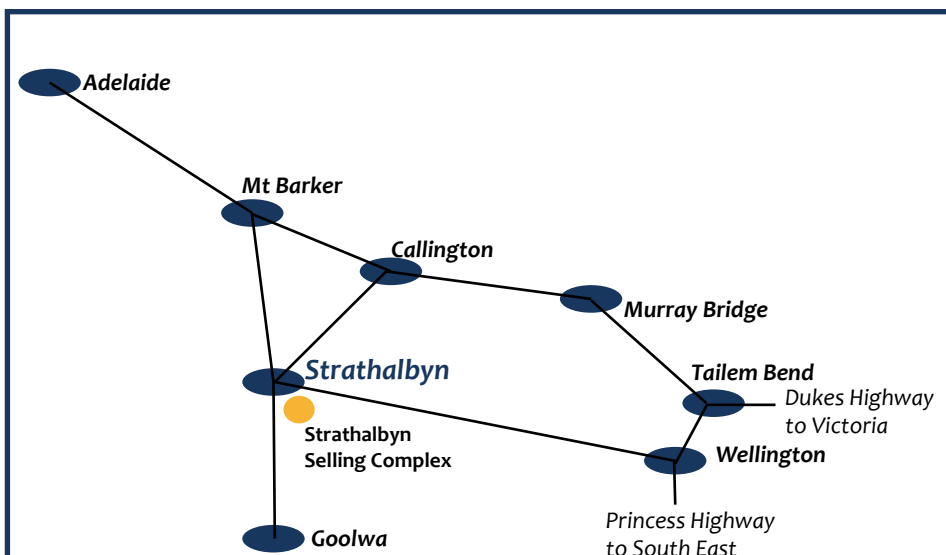 Adelaide
Mt Barker
Callington
Murray Bridge
Strathalbyn
Tailem Bend
Dukes Highway
to Victoria
Strathalbyn
Selling Complex
Wellington
Princess Highway
to South East
Goolwa